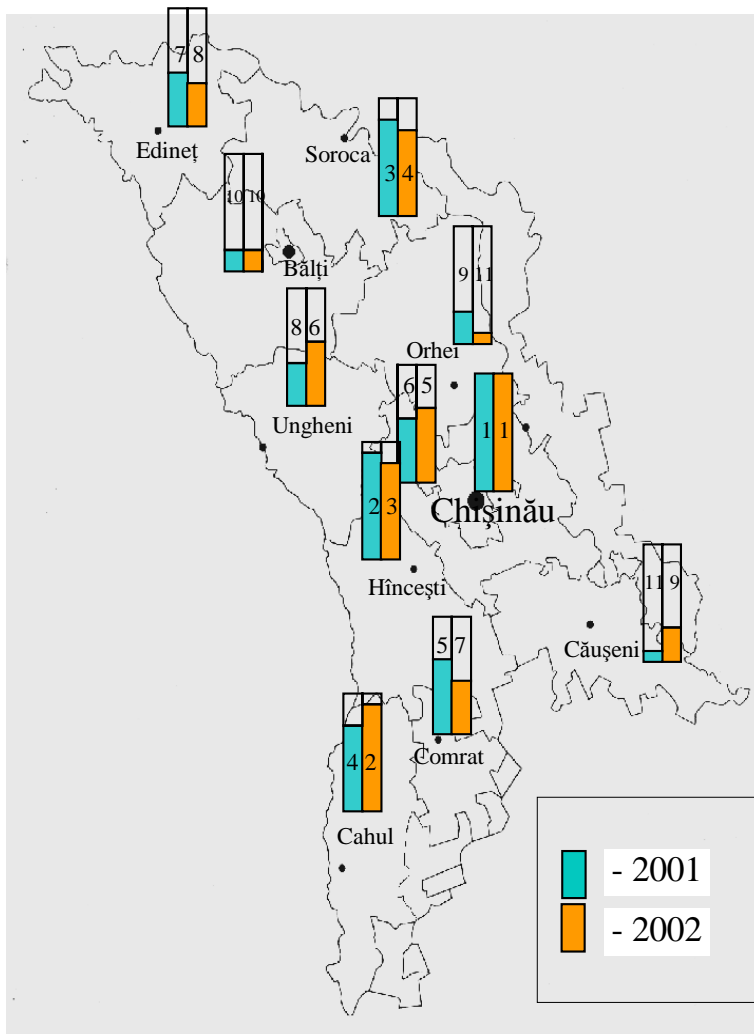 7 8
Edineț
Soroca
3 4
10 10
Bălți
9 11
8 6
Orhei
Ungheni
6 5
1 1
2 3
Chișinău
Hîncești
11 9
Căușeni
5 7
Comrat
4 2
Cahul
- 2001
- 2002